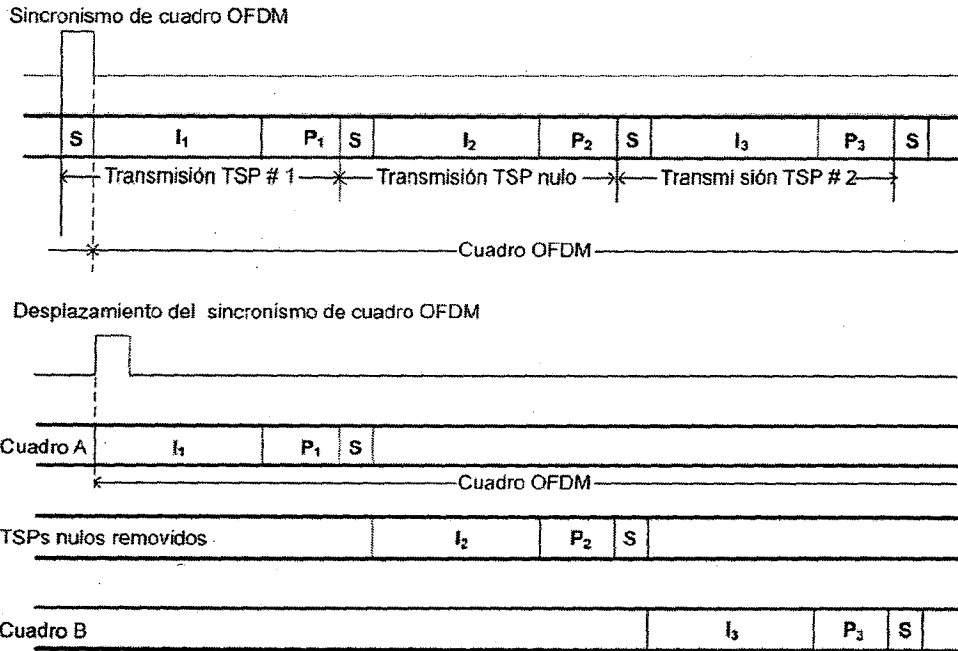 Sincronismo de cuadro OFDM
S I₁ P₁ S I₂ P₂ S I₃ P₃ S
Transmisión TSP # 1 Transmisión TSP nulo Transmi sión TSP # 2
Cuadro OFDM
Desplazamiento del sincronísmo de cuadro OFDM
Cuadro A I₁ P₁ S
Cuadro OFDM
TSPs nulos removidos I₂ P₂ S
Cuadro B I₃ P₃ S